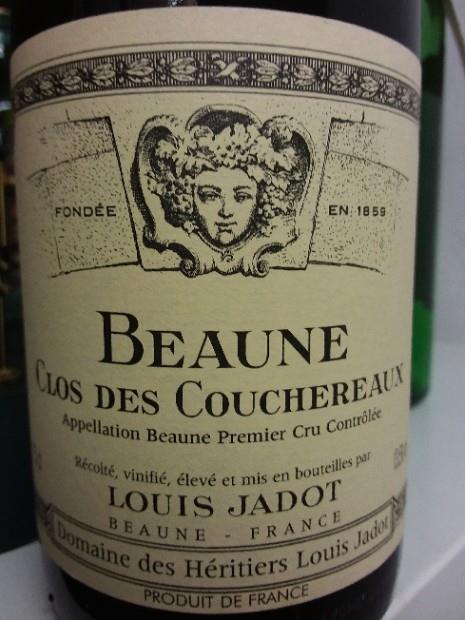 FONDÉE EN 1859
BEAUNE
CLOS DES COUCHEREAUX
Appellation Beaune Premier Cru Contrôlée
Récolté, vinifié, élevé et mis en bouteilles par
LOUIS JADOT
BEAUNE - FRANCE
Domaine des Héritiers Louis Jadot
PRODUIT DE FRANCE